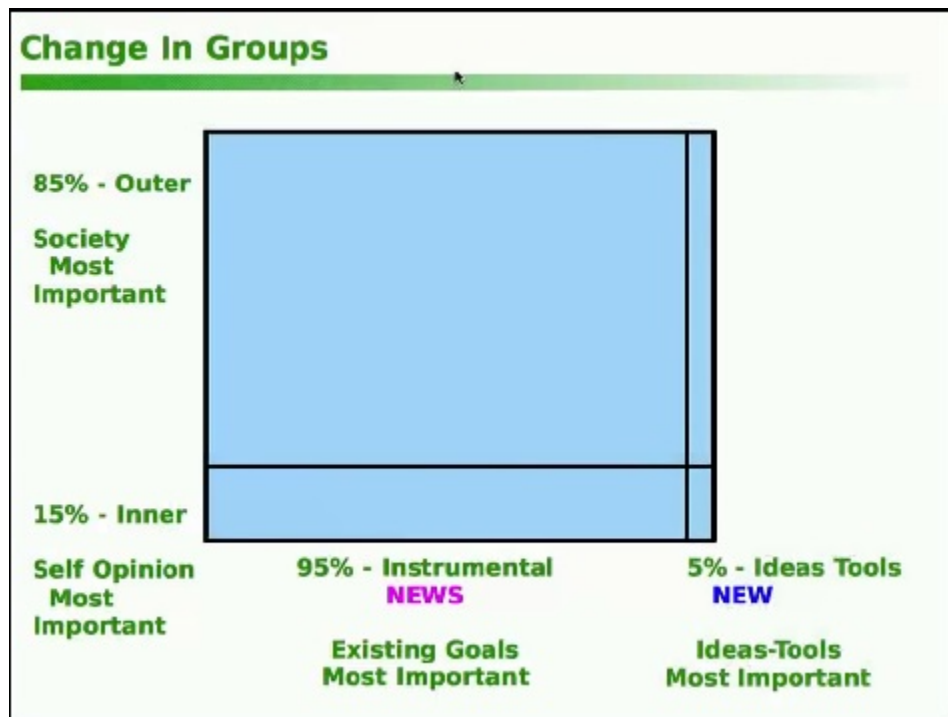 Change In Groups
85% - Outer
Society
Most
Important
15% - Inner
Self Opinion
Most
Important
95% - Instrumental
NEWS
Existing Goals
Most Important
5% - Ideas Tools
NEW
Ideas-Tools
Most Important